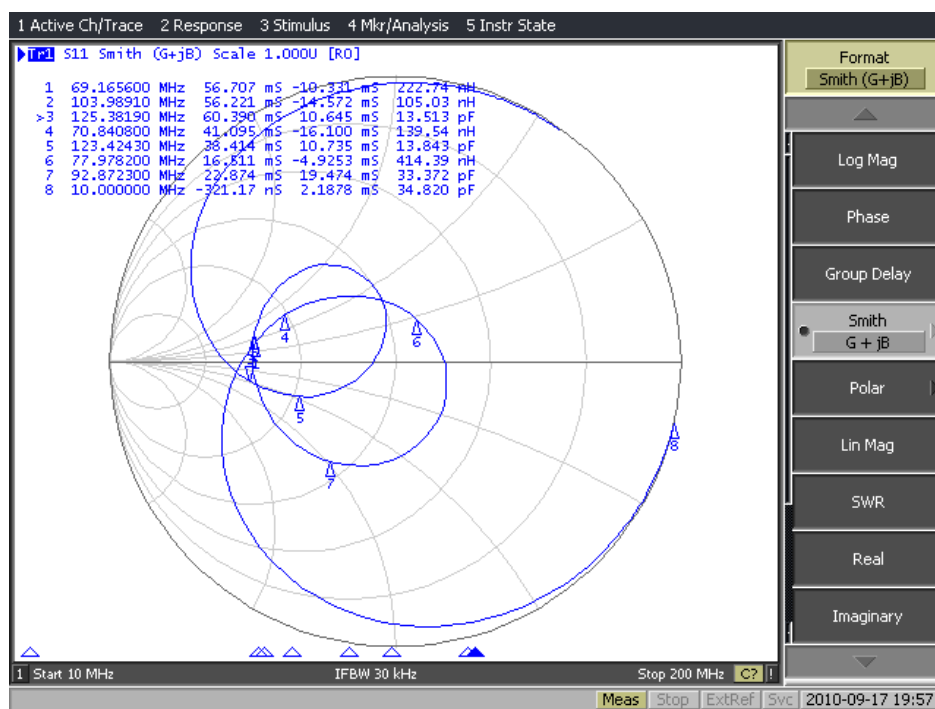 1 Active Ch/Trace 2 Response 3 Stimulus 4 Mkr/Analysis 5 Instr State
Tr1 S11 Smith (G+jB) Scale 1.000U [R0]
1 69.165600 MHz 56.707 mS -10.331 mS 222.74 nH
2 103.98910 MHz 56.221 mS -14.572 mS 105.03 nH
>3 125.38190 MHz 60.390 mS 10.645 mS 13.513 pF
4 70.840800 MHz 41.095 mS -16.100 mS 139.54 nH
5 123.42430 MHz 38.414 mS 10.735 mS 13.843 pF
6 77.978200 MHz 16.511 mS -4.9253 mS 414.39 nH
7 92.872300 MHz 22.874 mS 19.474 mS 33.372 pF
8 10.000000 MHz -321.17 nS 2.1878 mS 34.820 pF
4
6
5
7
8
Format
Smith (G+jB)
Log Mag
Phase
Group Delay
Smith
G + jB
Polar
Lin Mag
SWR
Real
Imaginary
1 Start 10 MHz IFBW 30 kHz Stop 200 MHz C? !
Meas Stop ExtRef Svc 2010-09-17 19:57